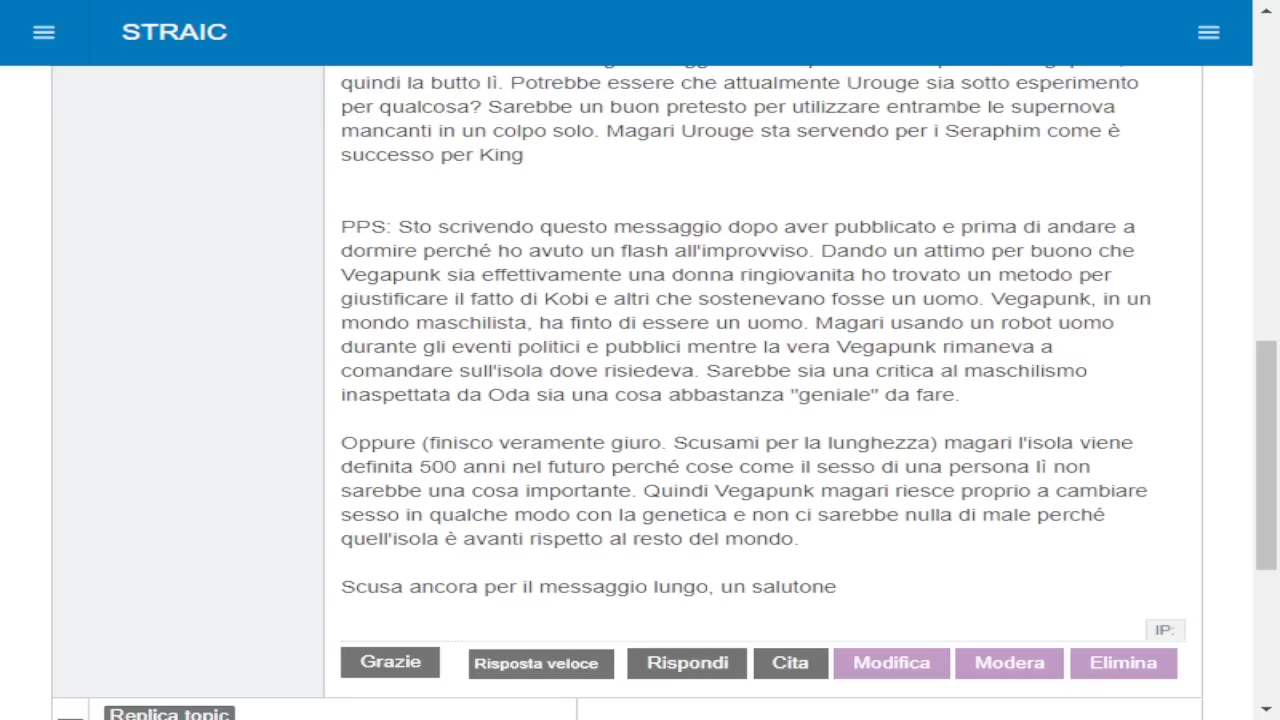 STRAIC
quindi la butto lì. Potrebbe essere che attualmente Urouge sia sotto esperimento
per qualcosa? Sarebbe un buon pretesto per utilizzare entrambe le supernova
mancanti in un colpo solo. Magari Urouge sta servendo per i Seraphim come è
successo per King
PPS: Sto scrivendo questo messaggio dopo aver pubblicato e prima di andare a
dormire perché ho avuto un flash all'improvviso. Dando un attimo per buono che
Vegapunk sia effettivamente una donna ringiovanita ho trovato un metodo per
giustificare il fatto di Kobi e altri che sostenevano fosse un uomo. Vegapunk, in un
mondo maschilista, ha finto di essere un uomo. Magari usando un robot uomo
durante gli eventi politici e pubblici mentre la vera Vegapunk rimaneva a
comandare sull'isola dove risiedeva. Sarebbe sia una critica al maschilismo
inaspettata da Oda sia una cosa abbastanza "geniale" da fare.
Oppure (finisco veramente giuro. Scusami per la lunghezza) magari l'isola viene
definita 500 anni nel futuro perché cose come il sesso di una persona lì non
sarebbe una cosa importante. Quindi Vegapunk magari riesce proprio a cambiare
sesso in qualche modo con la genetica e non ci sarebbe nulla di male perché
quell'isola è avanti rispetto al resto del mondo.
Scusa ancora per il messaggio lungo, un salutone
IP:
Grazie Risposta veloce Rispondi Cita Modifica Modera Elimina
Replica topic